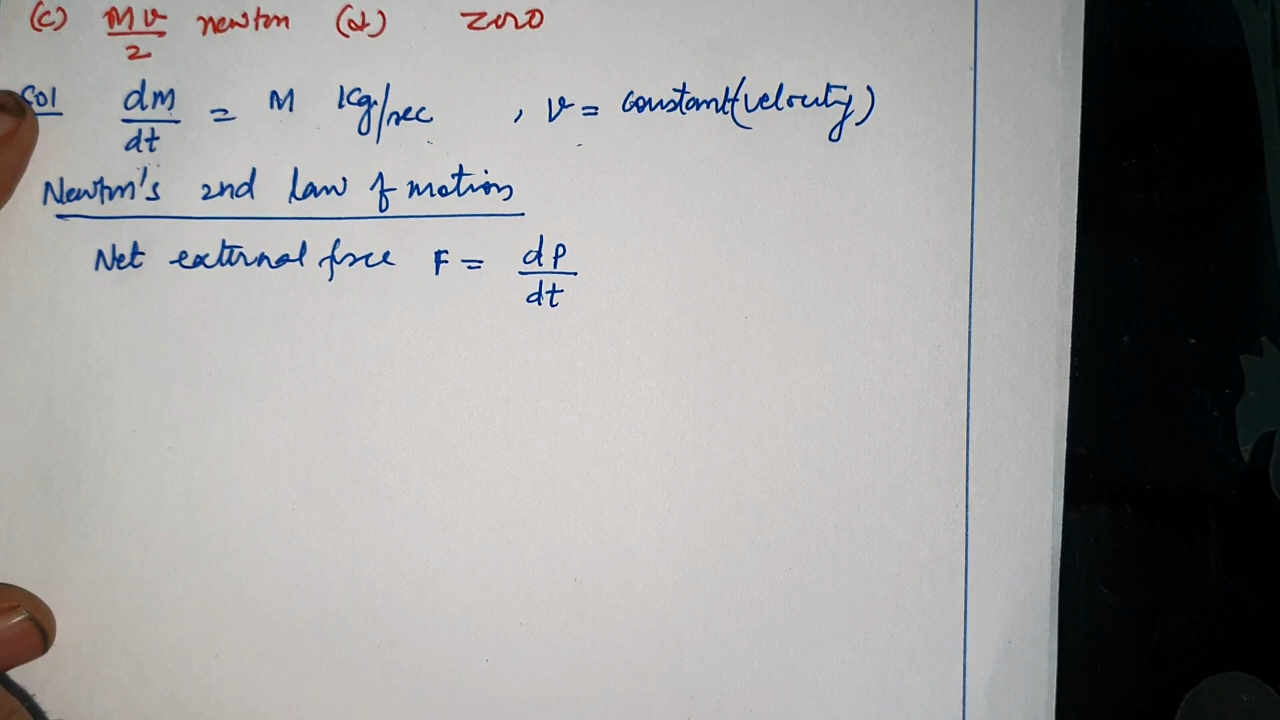 (c) Mv/2 newton (d) zero
Sol dm/dt = M Kg/sec , v = constant(velocity)
Newton's 2nd law of motion
Net external force F = dP/dt